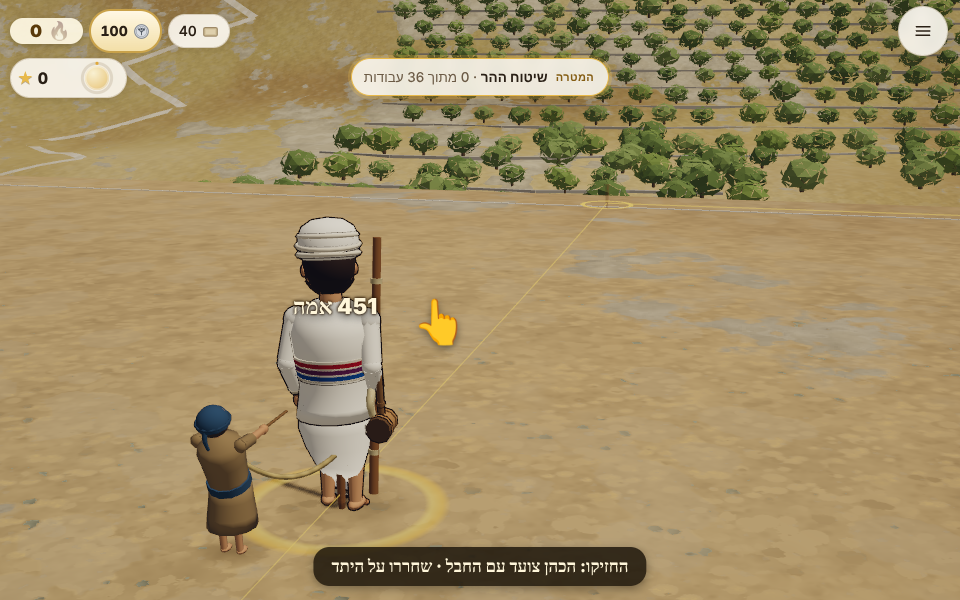 0
100
40
0
המטרה שיטוח ההר · 0 מתוך 36 עבודות
451 אמה
החזיקו: הכהן צועד עם החבל · שחררו על היתד